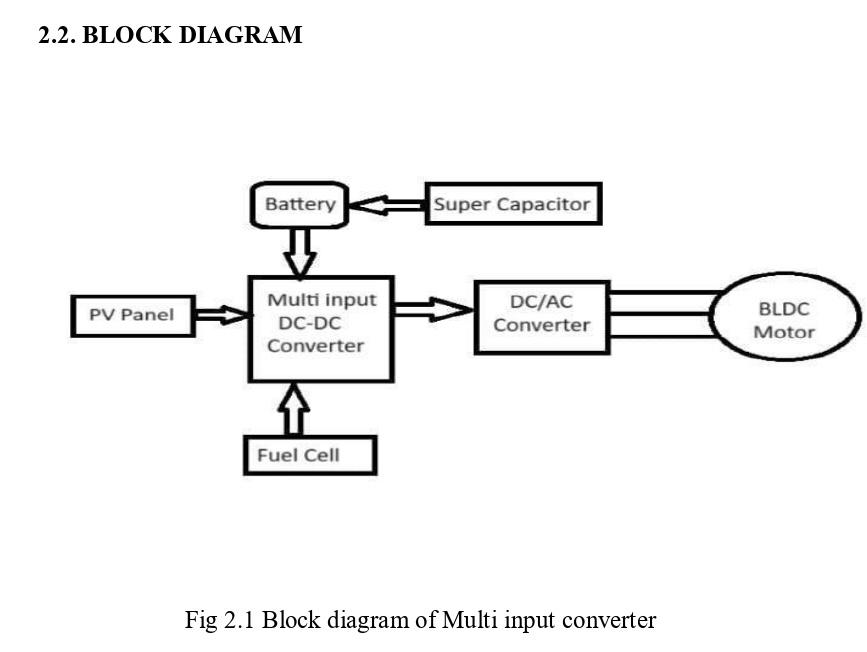 2.2. BLOCK DIAGRAM
Battery
Super Capacitor
PV Panel
Multi input
DC-DC
Converter
DC/AC
Converter
BLDC
Motor
Fuel Cell
Fig 2.1 Block diagram of Multi input converter